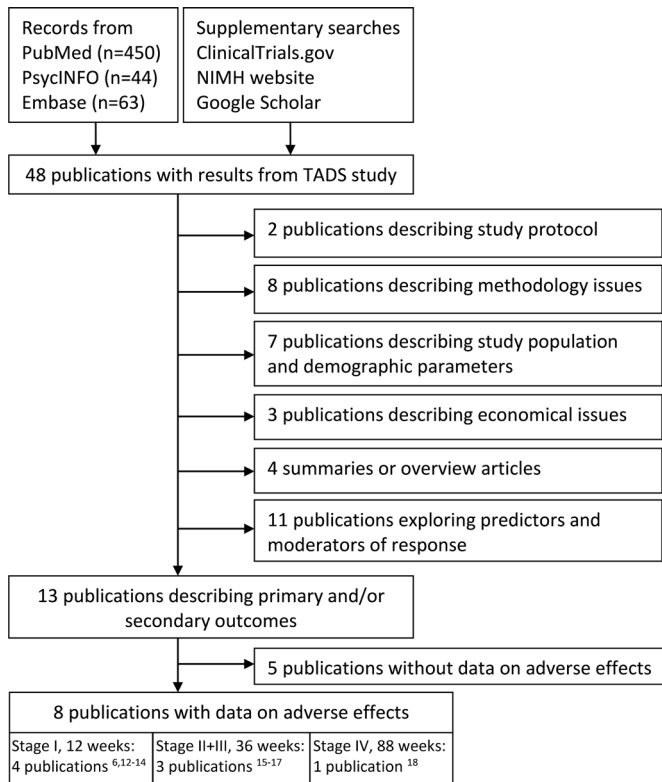 Records from
PubMed (n=450)
PsycINFO (n=44)
Embase (n=63)
Supplementary searches
ClinicalTrials.gov
NIMH website
Google Scholar
48 publications with results from TADS study
2 publications describing study protocol
8 publications describing methodology issues
7 publications describing study population
and demographic parameters
3 publications describing economical issues
4 summaries or overview articles
11 publications exploring predictors and
moderators of response
13 publications describing primary and/or
secondary outcomes
5 publications without data on adverse effects
8 publications with data on adverse effects
Stage I, 12 weeks:
4 publications 6,12-14
Stage II+III, 36 weeks:
3 publications 15-17
Stage IV, 88 weeks:
1 publication 18